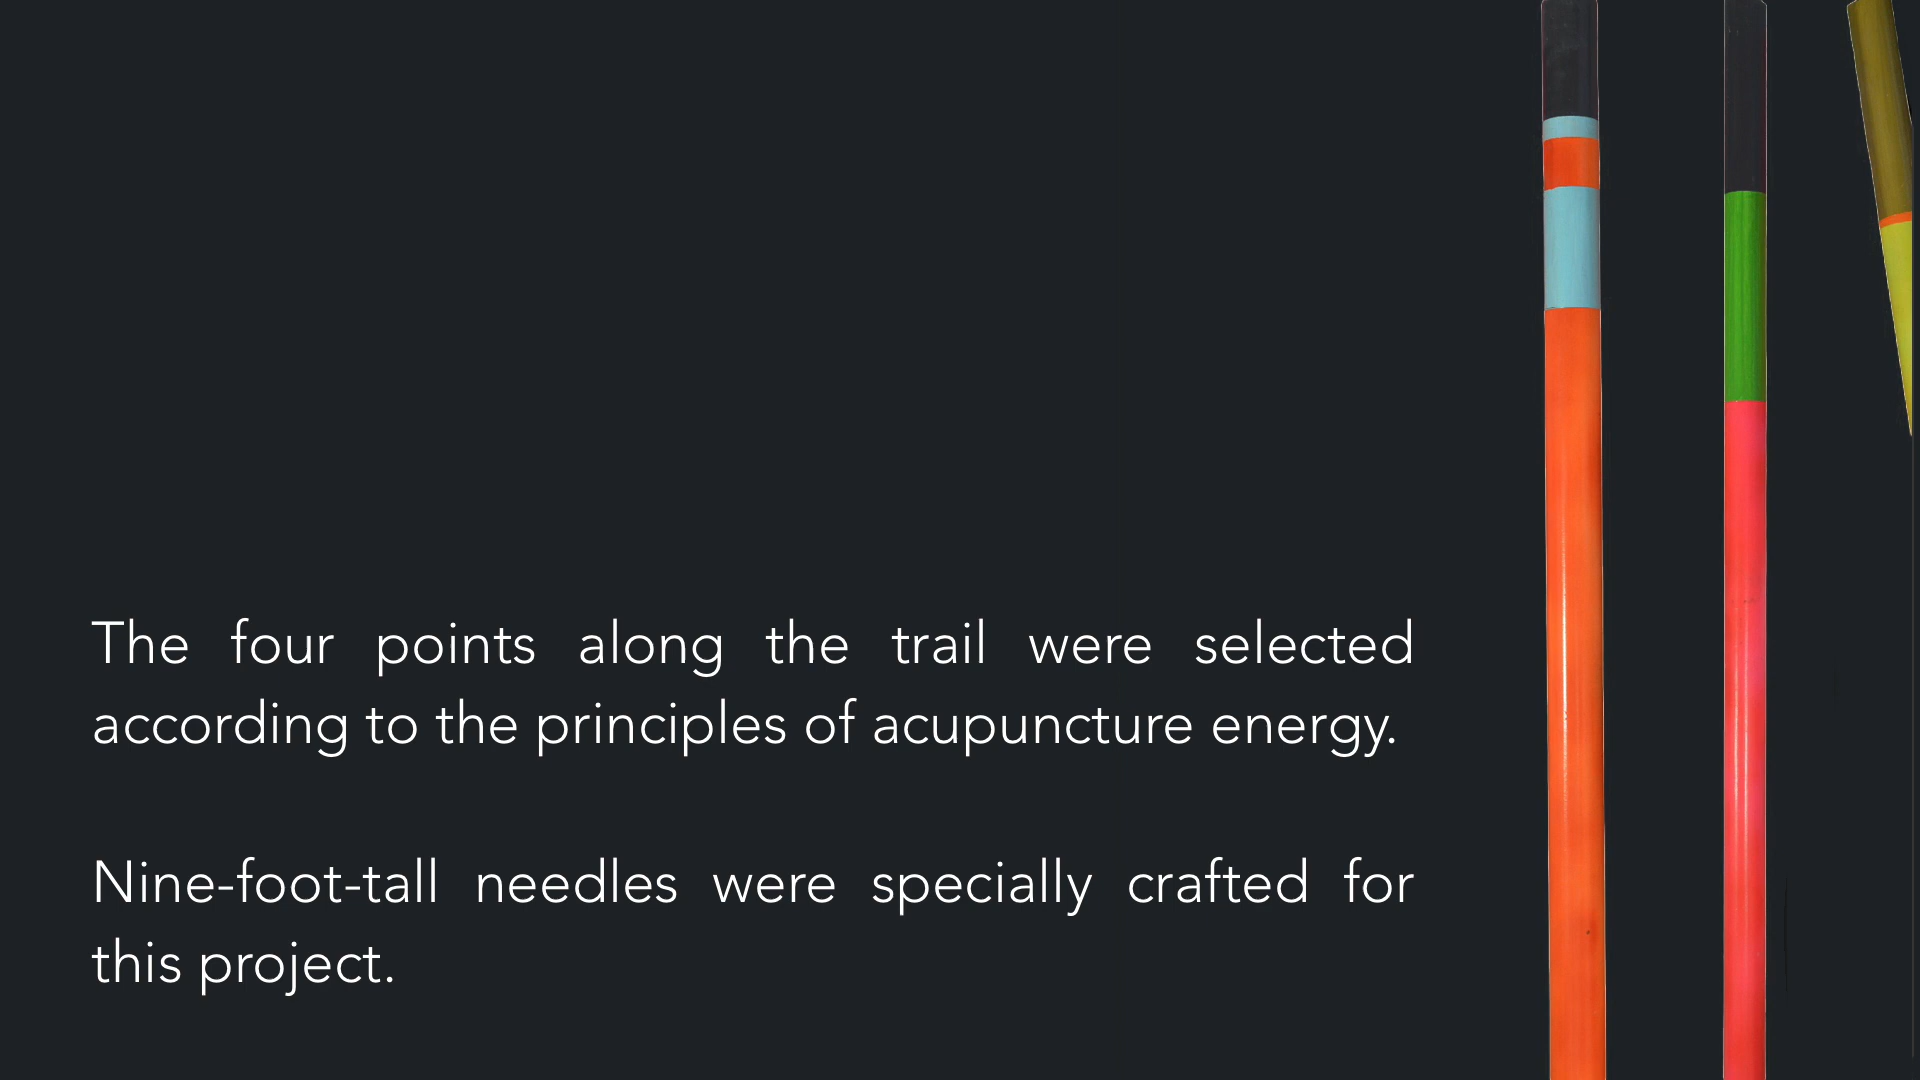 The four points along the trail were selected
according to the principles of acupuncture energy.
Nine-foot-tall needles were specially crafted for
this project.